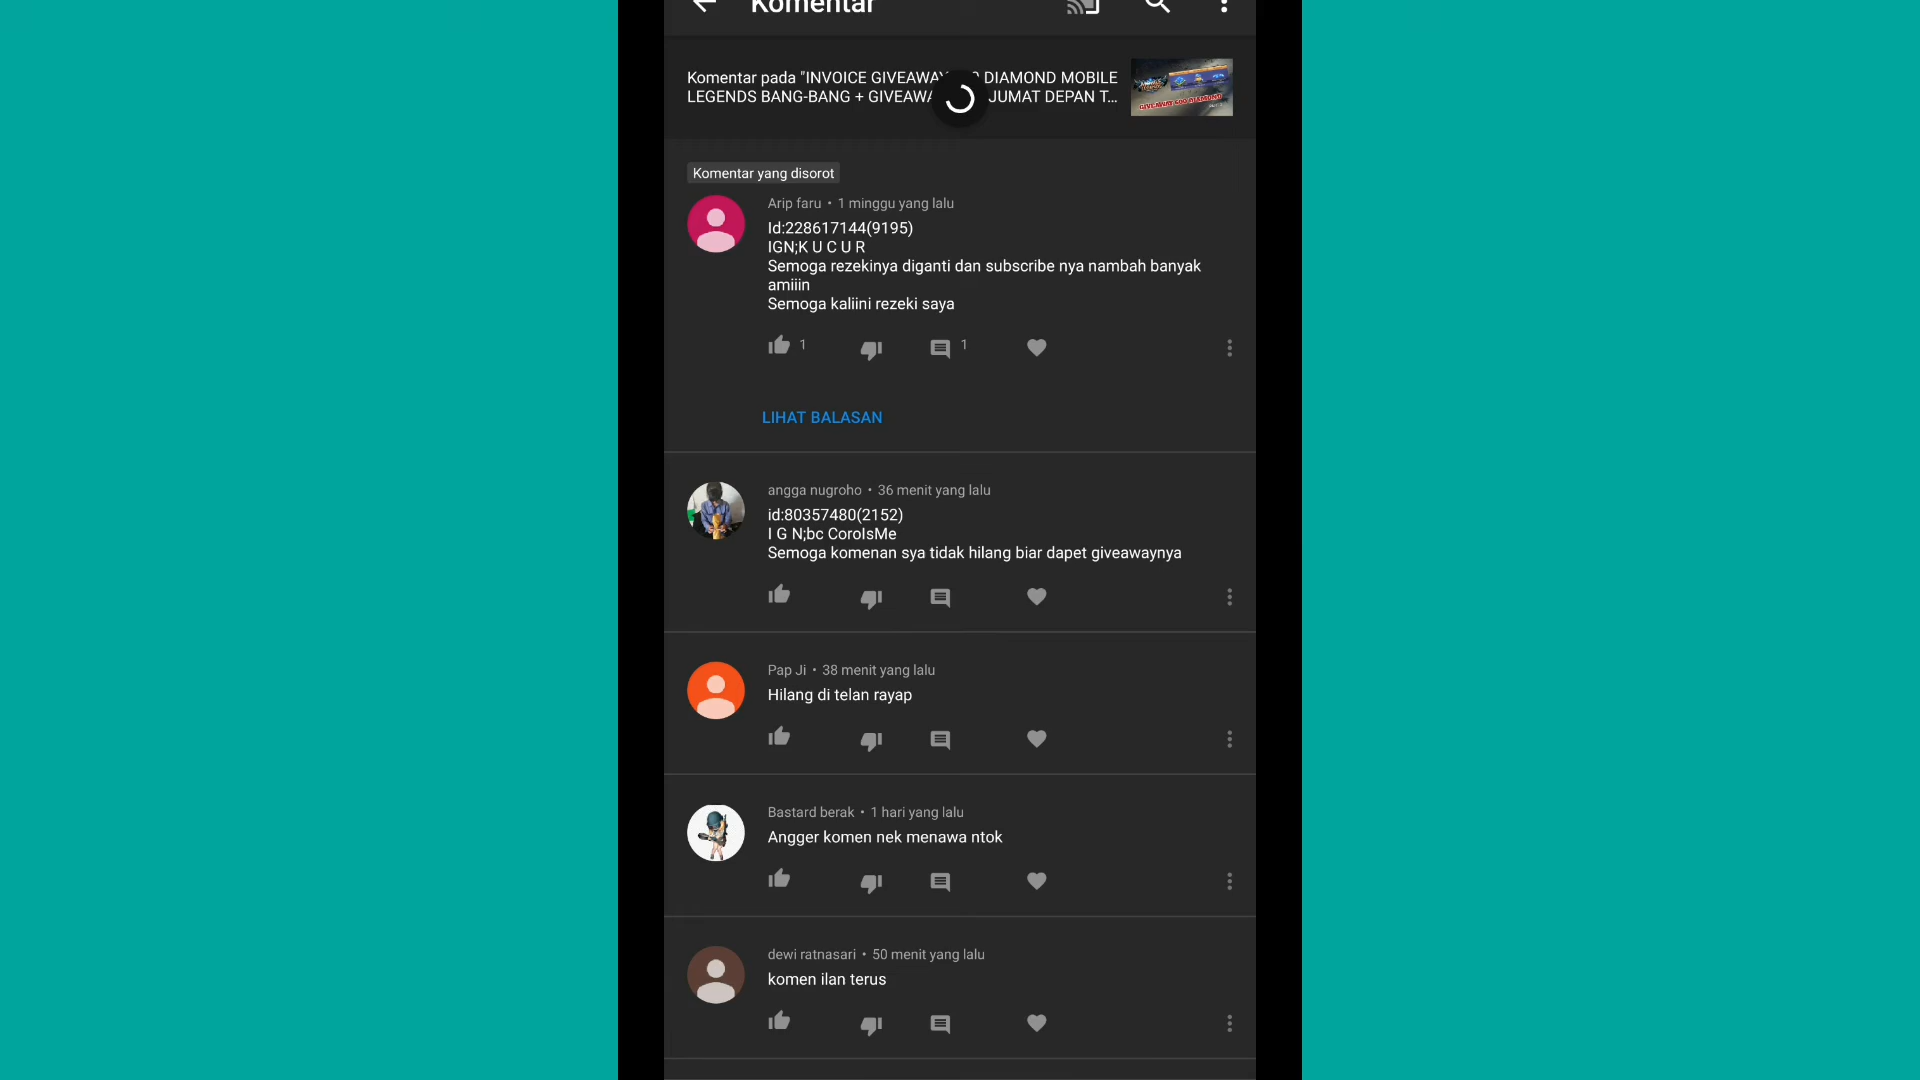 Komentar
Komentar pada "INVOICE GIVEAWAY DIAMOND MOBILE
LEGENDS BANG-BANG + GIVEAWA JUMAT DEPAN T...
Komentar yang disorot
Arip faru • 1 minggu yang lalu
Id:228617144(9195)
IGN;K U C U R
Semoga rezekinya diganti dan subscribe nya nambah banyak
amiiin
Semoga kaliini rezeki saya
1
1
LIHAT BALASAN
angga nugroho • 36 menit yang lalu
id:80357480(2152)
I G N;bc CoroIsMe
Semoga komenan sya tidak hilang biar dapet giveawaynya
Pap Ji • 38 menit yang lalu
Hilang di telan rayap
Bastard berak • 1 hari yang lalu
Angger komen nek menawa ntok
dewi ratnasari • 50 menit yang lalu
komen ilan terus